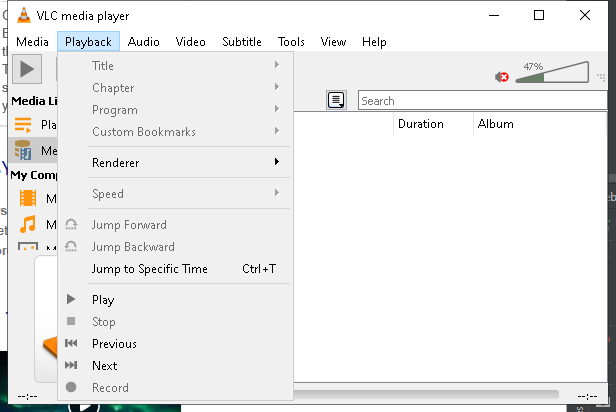 VLC media player
Media Playback Audio Video Subtitle Tools View Help
47%
Title
Chapter
Program
Custom Bookmarks
Renderer
Speed
Jump Forward
Jump Backward
Jump to Specific Time Ctrl+T
Play
Stop
Previous
Next
Record
Search
Duration Album
Media Li
Pla
Me
My Comp
M
M
M
--:-- --:--